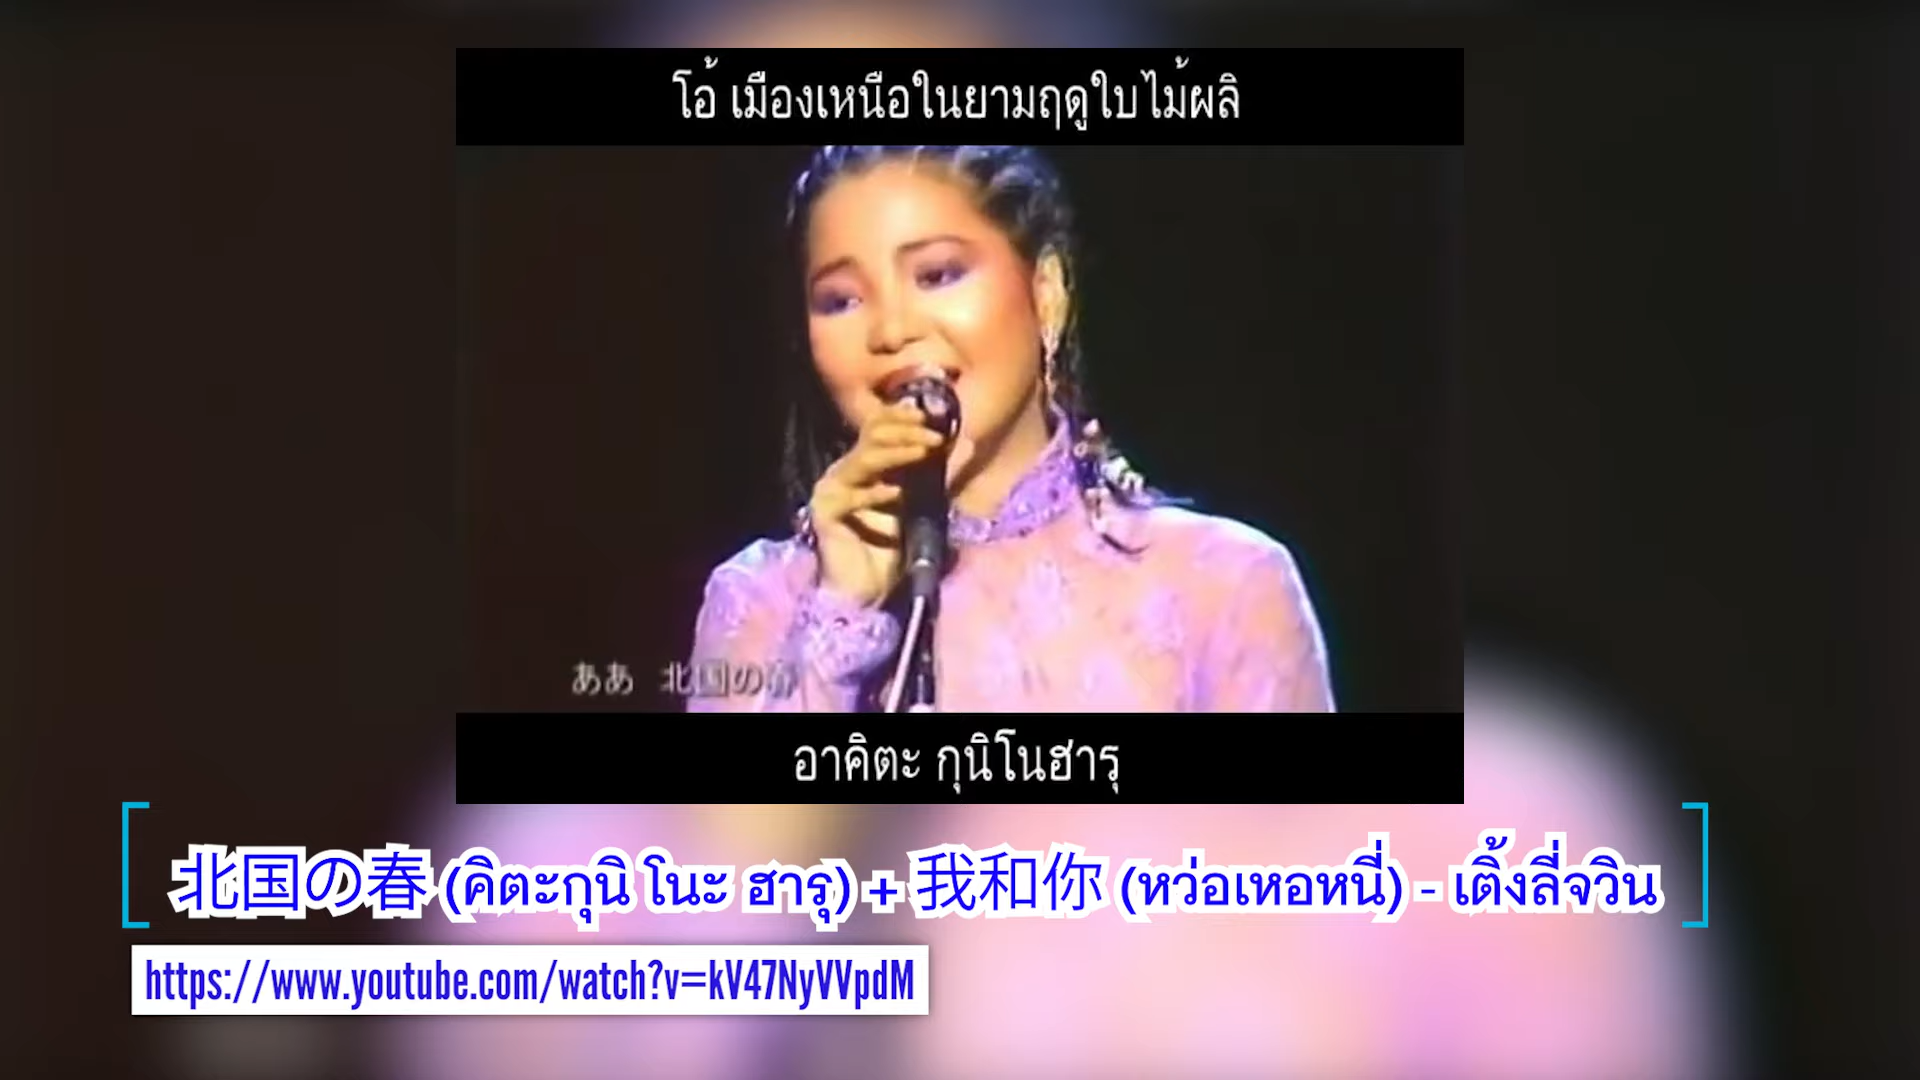 โอ้ เมืองเหนือในยามฤดูใบไม้ผลิ
ああ 北国の春
อาคิตะ กุนิโนฮารุ
北国の春 (คิตะกุนิ โนะ ฮารุ) + 我和你 (หว่อเหอหนี่) - เติ้งลี่จวิน
https://www.youtube.com/watch?v=kV47NyVVpdM